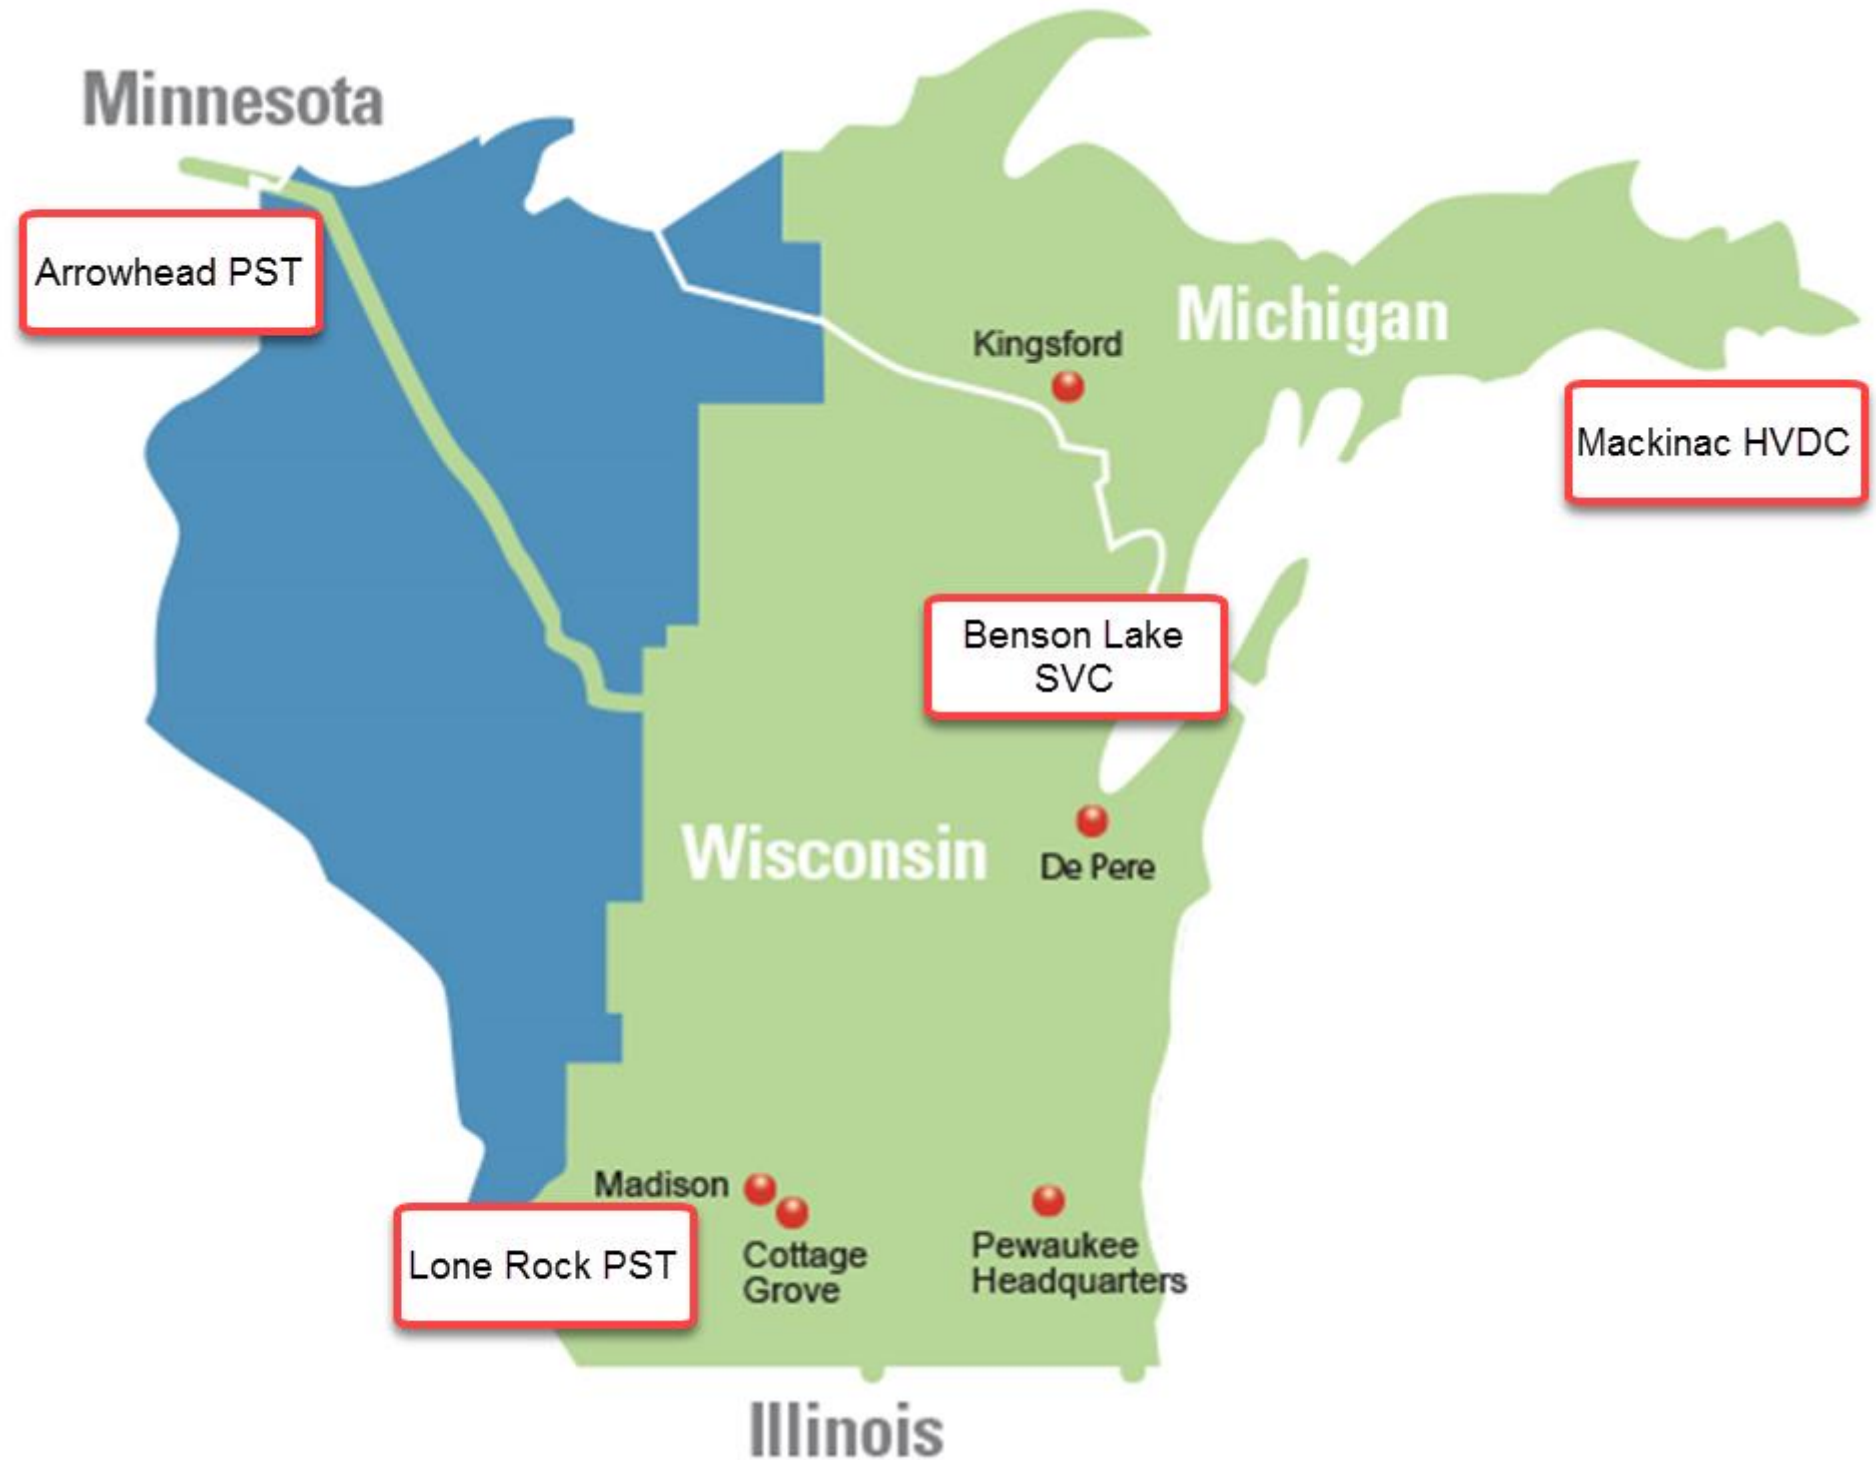 Minnesota
Arrowhead PST
Michigan
Kingsford
Mackinac HVDC
Benson Lake
SVC
Wisconsin
De Pere
Madison
Lone Rock PST
Cottage
Grove
Pewaukee
Headquarters
Illinois